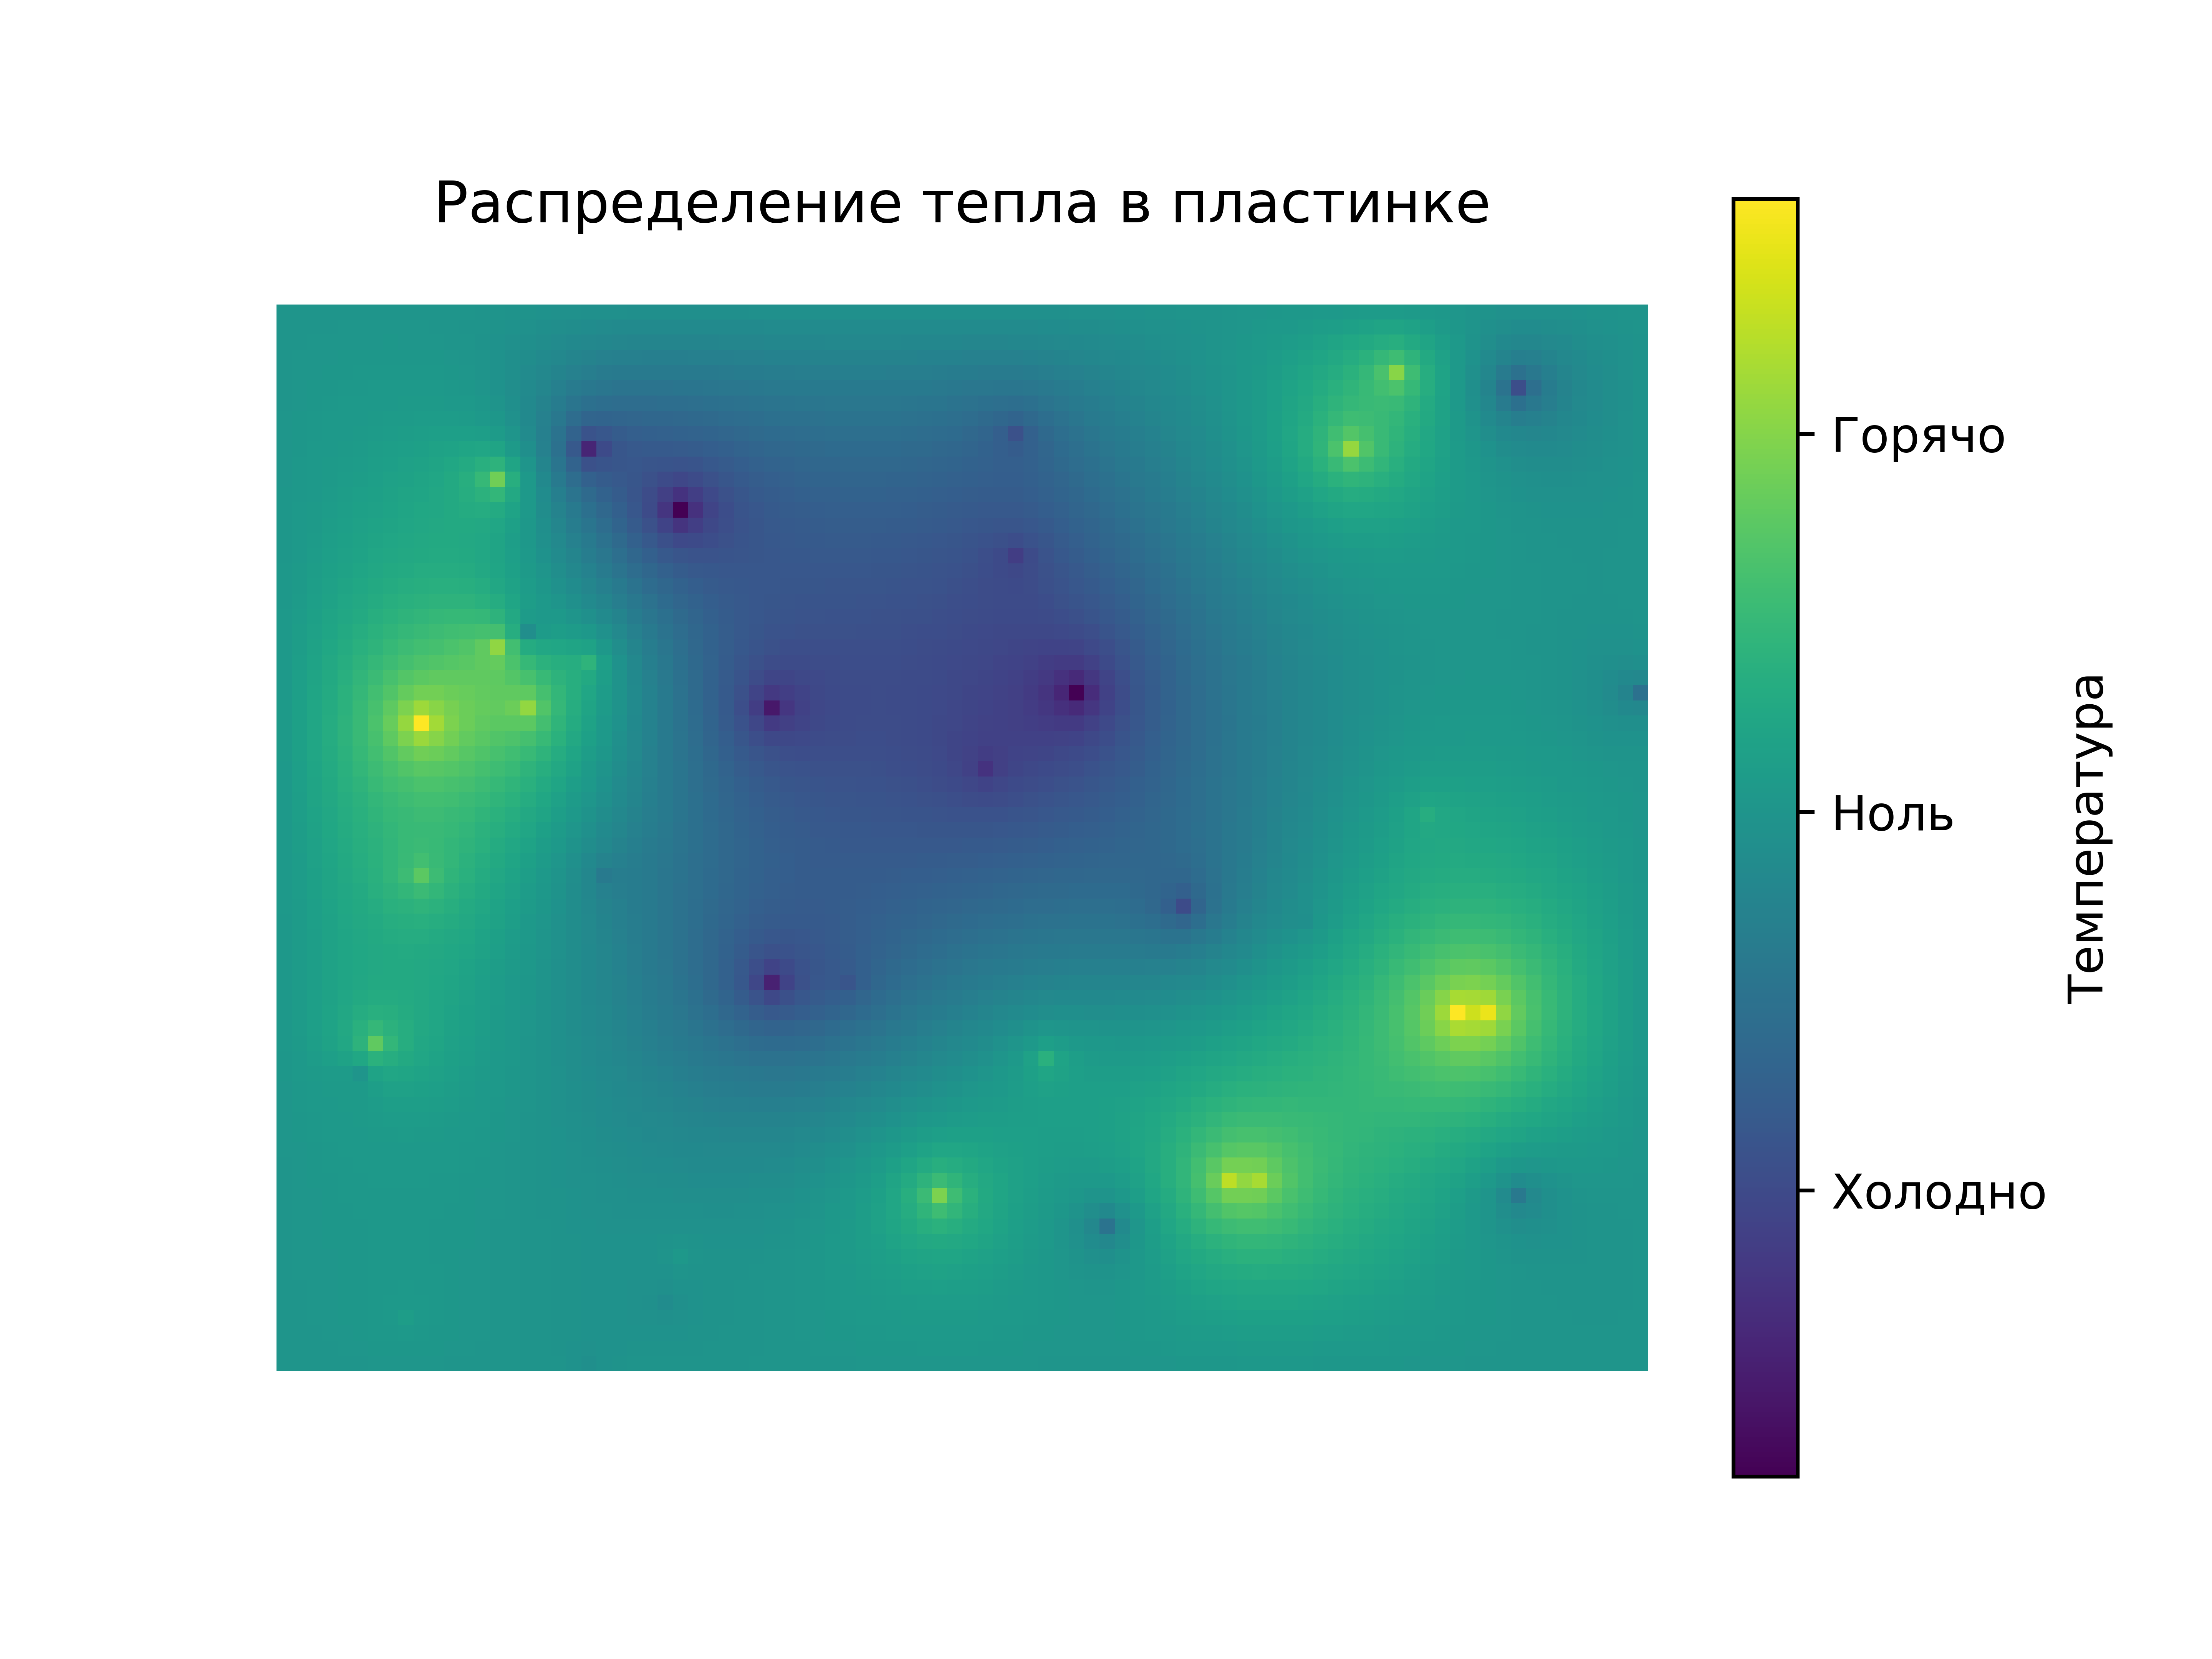 Распределение тепла в пластинке
Горячо
Ноль
Холодно
Температура